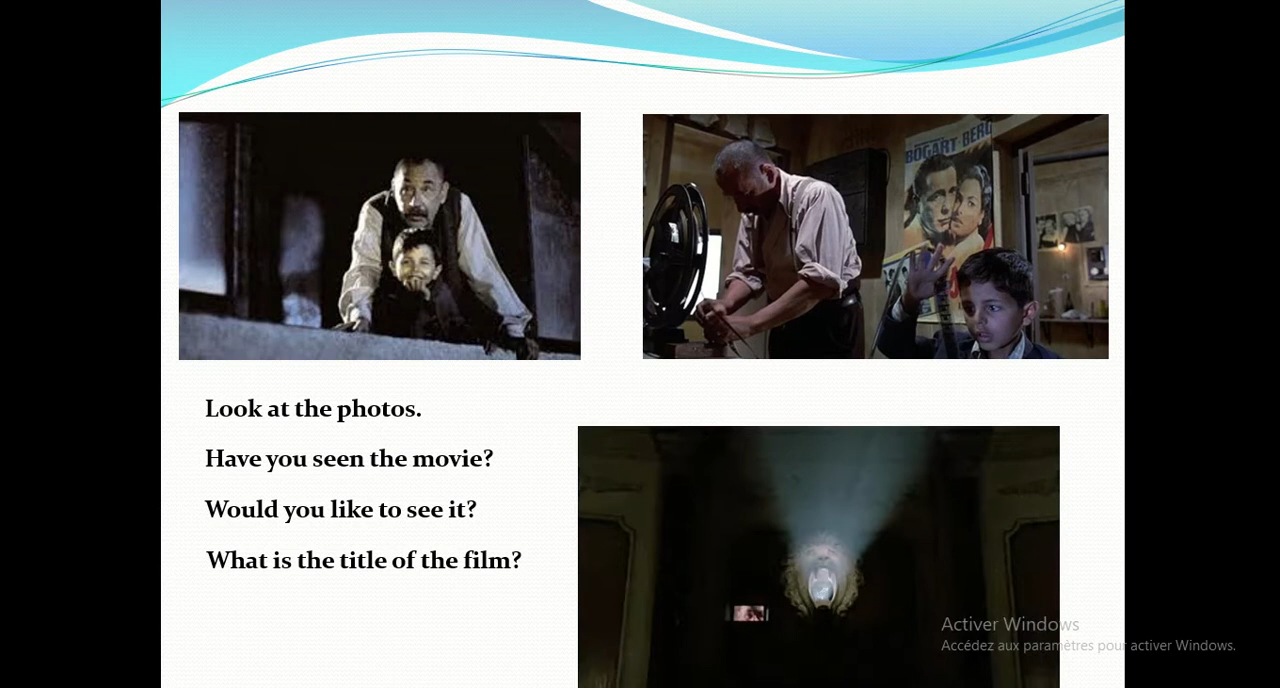 BOGART BERG
Look at the photos.
Have you seen the movie?
Would you like to see it?
What is the title of the film?
Activer Windows
Accédez aux paramètres pour activer Windows.